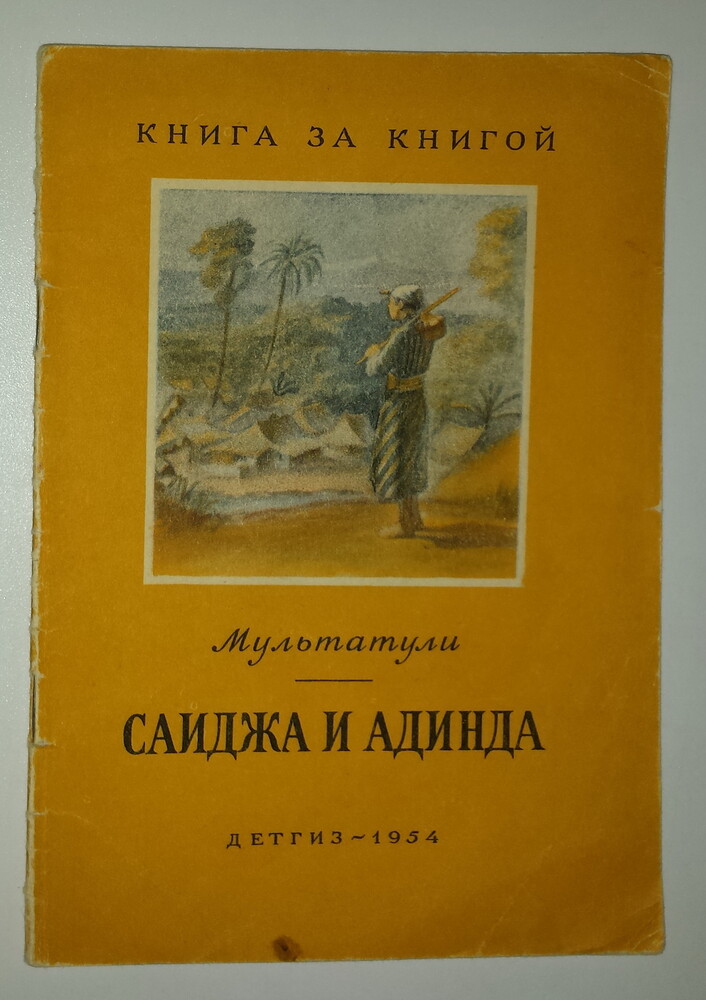 КНИГА ЗА КНИГОЙ
Мультатули
САИДЖА И АДИНДА
ДЕТГИЗ~1954